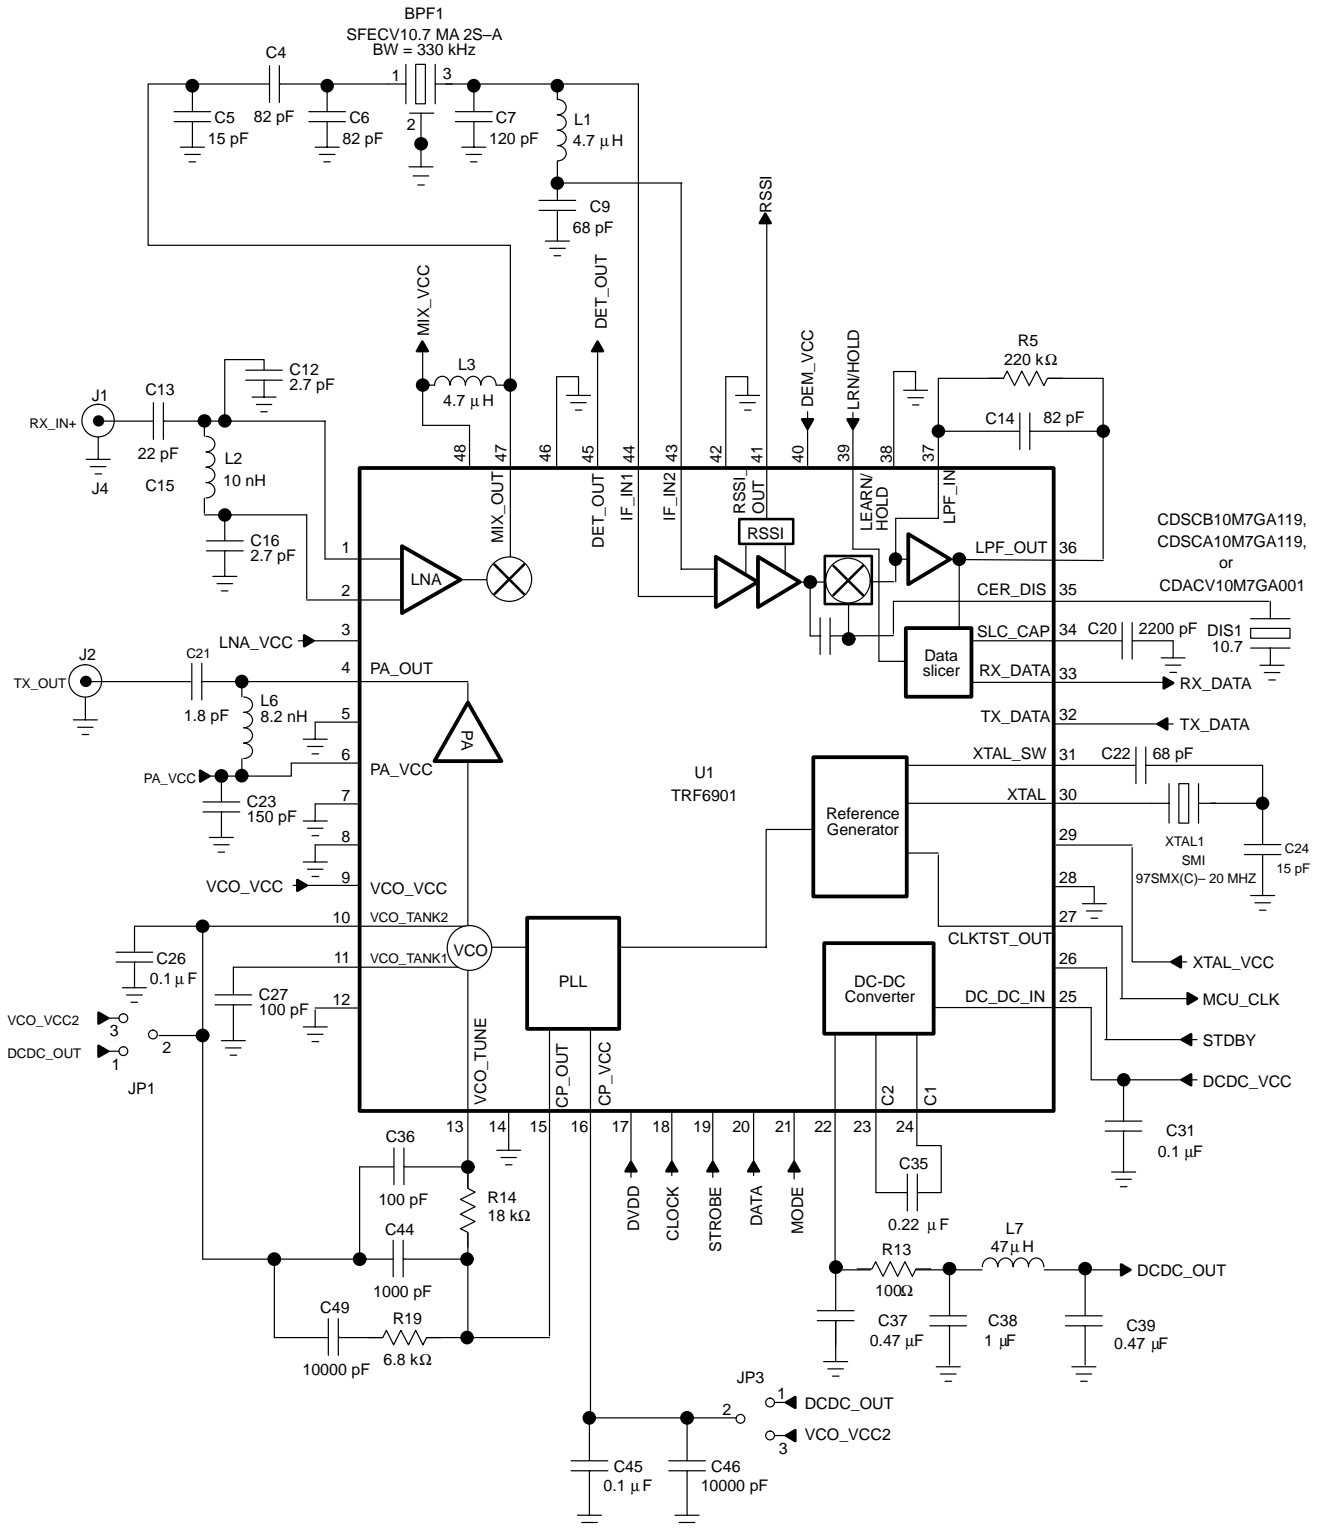 BPF1
SFECV10.7 MA 2S–A
BW = 330 kHz
C4
82 pF
1
3
2
C5
15 pF
C6
82 pF
C7
120 pF
L1
4.7 μH
C9
68 pF
RSSI
MIX_VCC
DET_OUT
L3
4.7 μH
DEM_VCC
LRN/HOLD
R5
220 kΩ
C14
82 pF
C12
2.7 pF
J1
C13
RX_IN+
22 pF
L2
10 nH
J4
C15
C16
2.7 pF
48
47
46
45
44
43
42
41
40
39
38
37
MIX_OUT
DET_OUT
IF_IN1
IF_IN2
RSSI_
OUT
LEARN/
HOLD
LPF_IN
RSSI
LNA
1
2
LPF_OUT
36
CDSCB10M7GA119,
CDSCA10M7GA119,
or
CDACV10M7GA001
CER_DIS
35
LNA_VCC
3
SLC_CAP
34
C20
2200 pF
DIS1
10.7
Data
slicer
J2
TX_OUT
C21
1.8 pF
4
PA_OUT
RX_DATA
33
RX_DATA
L6
8.2 nH
5
PA
TX_DATA
32
TX_DATA
PA_VCC
6
PA_VCC
U1
TRF6901
XTAL_SW
31
C22
68 pF
C23
150 pF
7
Reference
Generator
XTAL
30
XTAL1
SMI
97SMX(C)– 20 MHZ
C24
15 pF
8
29
VCO_VCC
9
VCO_VCC
28
10
VCO_TANK2
27
CLKTST_OUT
C26
0.1 μF
11
VCO_TANK1
VCO
PLL
26
XTAL_VCC
C27
100 pF
12
DC-DC
Converter
DC_DC_IN
25
MCU_CLK
VCO_VCC2
3
2
DCDC_OUT
1
JP1
STDBY
VCO_TUNE
CP_OUT
CP_VCC
C2
C1
DCDC_VCC
13
14
15
16
17
18
19
20
21
22
23
24
C31
0.1 μF
C36
100 pF
R14
18 kΩ
DVDD
CLOCK
STROBE
DATA
MODE
C35
0.22 μF
C44
1000 pF
R13
100Ω
L7
47μH
DCDC_OUT
C49
10000 pF
R19
6.8 kΩ
C37
0.47 μF
C38
1 μF
C39
0.47 μF
JP3
1
DCDC_OUT
2
3
VCO_VCC2
C45
0.1 μF
C46
10000 pF